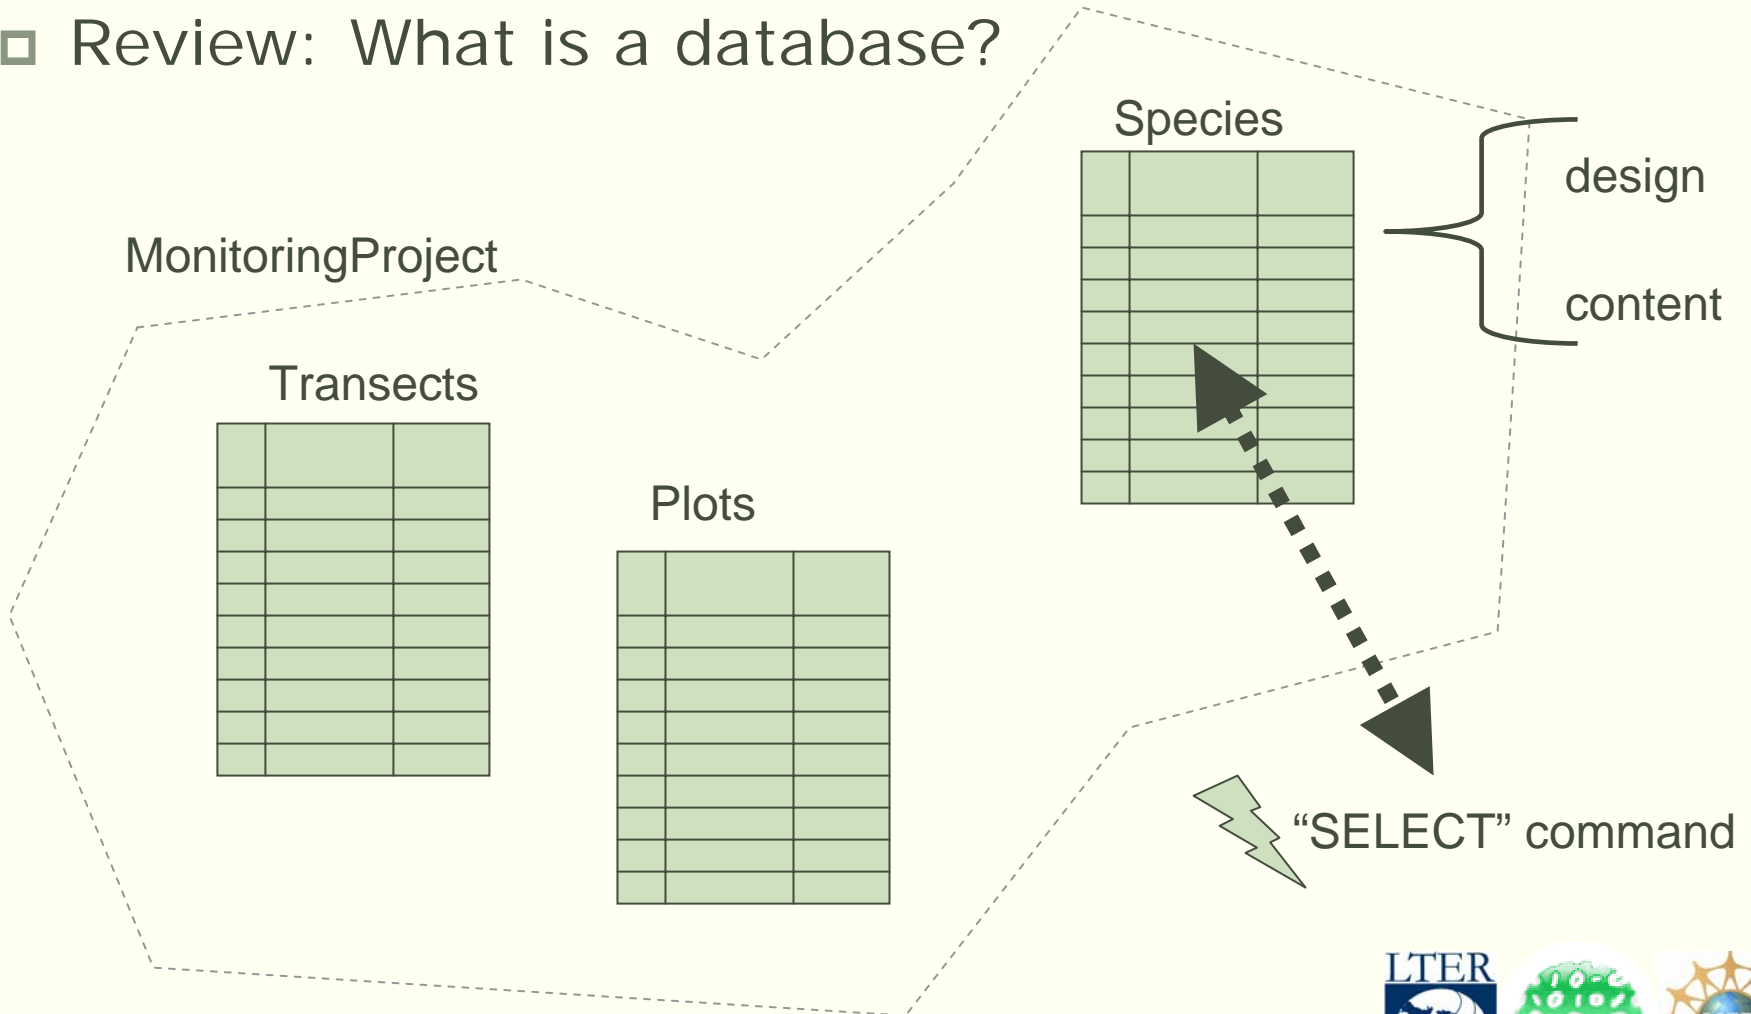 Review: What is a database?
Species
design
MonitoringProject
content
Transects
Plots
“SELECT” command
LTER